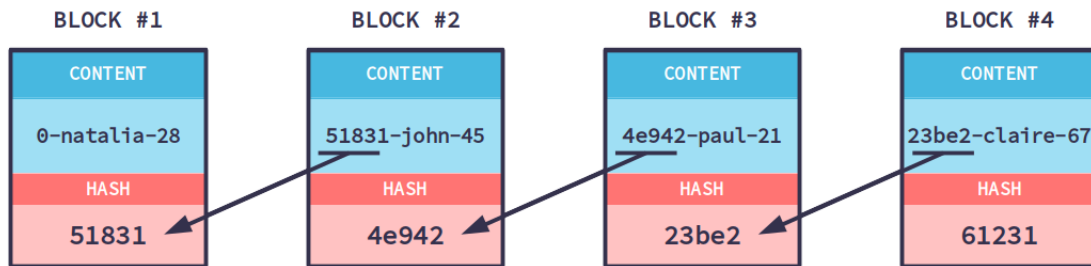 BLOCK #1
CONTENT
0-natalia-28
HASH
51831
BLOCK #2
CONTENT
51831-john-45
HASH
4e942
BLOCK #3
CONTENT
4e942-paul-21
HASH
23be2
BLOCK #4
CONTENT
23be2-claire-67
HASH
61231